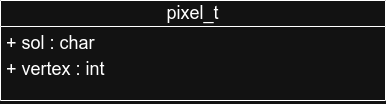 pixel_t
+ sol : char
+ vertex : int